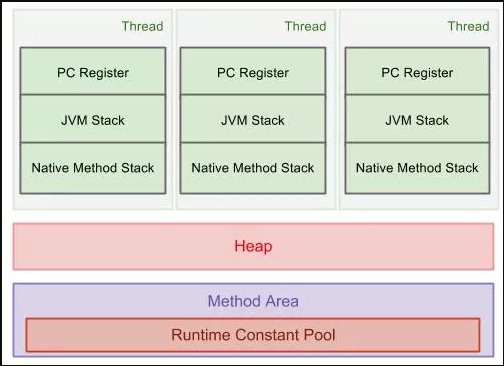 Thread
PC Register
JVM Stack
Native Method Stack
Thread
PC Register
JVM Stack
Native Method Stack
Thread
PC Register
JVM Stack
Native Method Stack
Heap
Method Area
Runtime Constant Pool